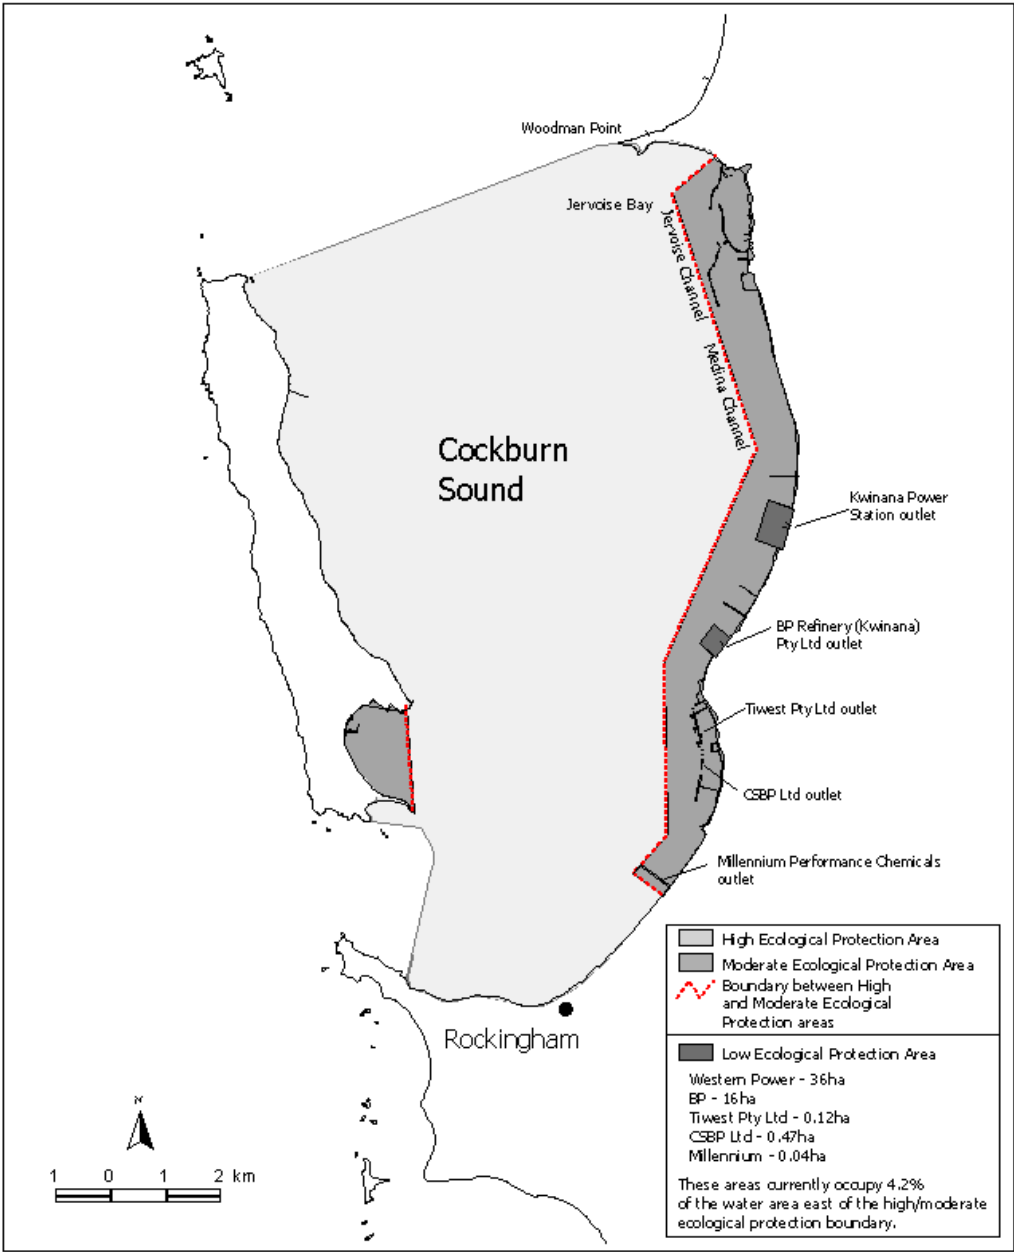 Woodman Point
Jervoise Bay
Jervoise Channel
Medina Channel
Cockburn
Sound
Kwinana Power
Station outlet
BP Refinery (Kwinana)
Pty Ltd outlet
Tiwest Pty Ltd outlet
CSBP Ltd outlet
Millennium Performance Chemicals
outlet
Rockingham
High Ecological Protection Area
Moderate Ecological Protection Area
Boundary between High
and Moderate Ecological
Protection areas
Low Ecological Protection Area
Western Power - 36ha
BP - 16ha
Tiwest Pty Ltd - 0.12ha
CSBP Ltd - 0.47ha
Millennium - 0.04ha
These areas currently occupy 4.2%
of the water area east of the high/moderate
ecological protection boundary.
N
1 0 1 2 km